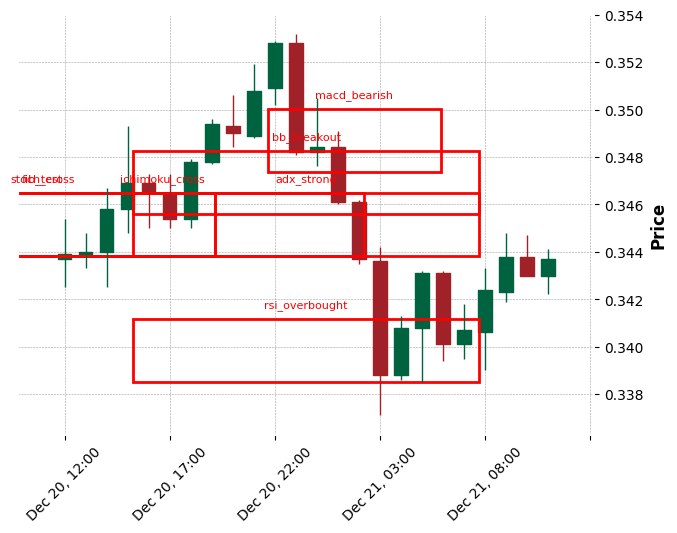 0.354
0.352
macd_bearish
0.350
bb_breakout
0.348
ichimoku_cross
adx_strong
0.346
Price
0.344
0.342
rsi_overbought
0.340
0.338
Dec 20, 12:00
Dec 20, 17:00
Dec 20, 22:00
Dec 21, 03:00
Dec 21, 08:00